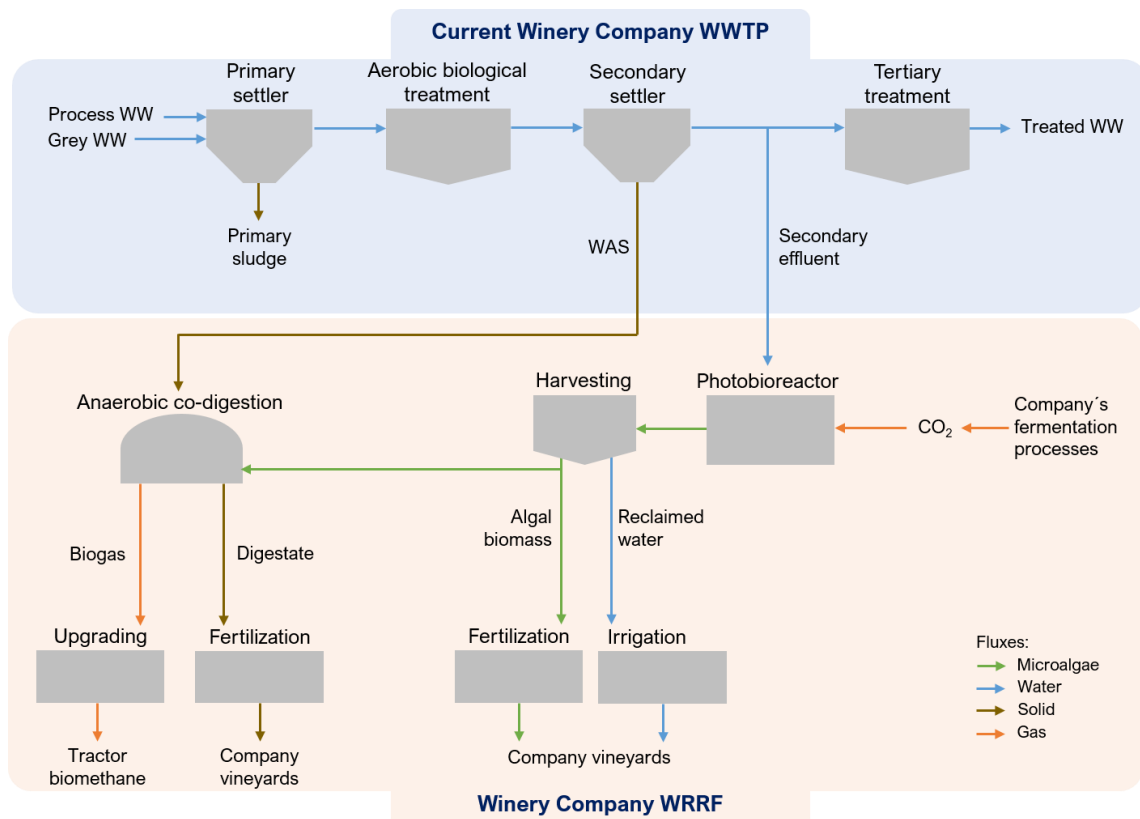 Current Winery Company WWTP
Primary
settler
Aerobic biological
treatment
Secondary
settler
Tertiary
treatment
Process WW
Grey WW
Treated WW
Primary
sludge
WAS
Secondary
effluent
Anaerobic co-digestion
Harvesting
Photobioreactor
CO₂
Company´s
fermentation
processes
Biogas
Digestate
Algal
biomass
Reclaimed
water
Upgrading
Fertilization
Fertilization
Irrigation
Tractor
biomethane
Company
vineyards
Company vineyards
Fluxes:
Microalgae
Water
Solid
Gas
Winery Company WRRF